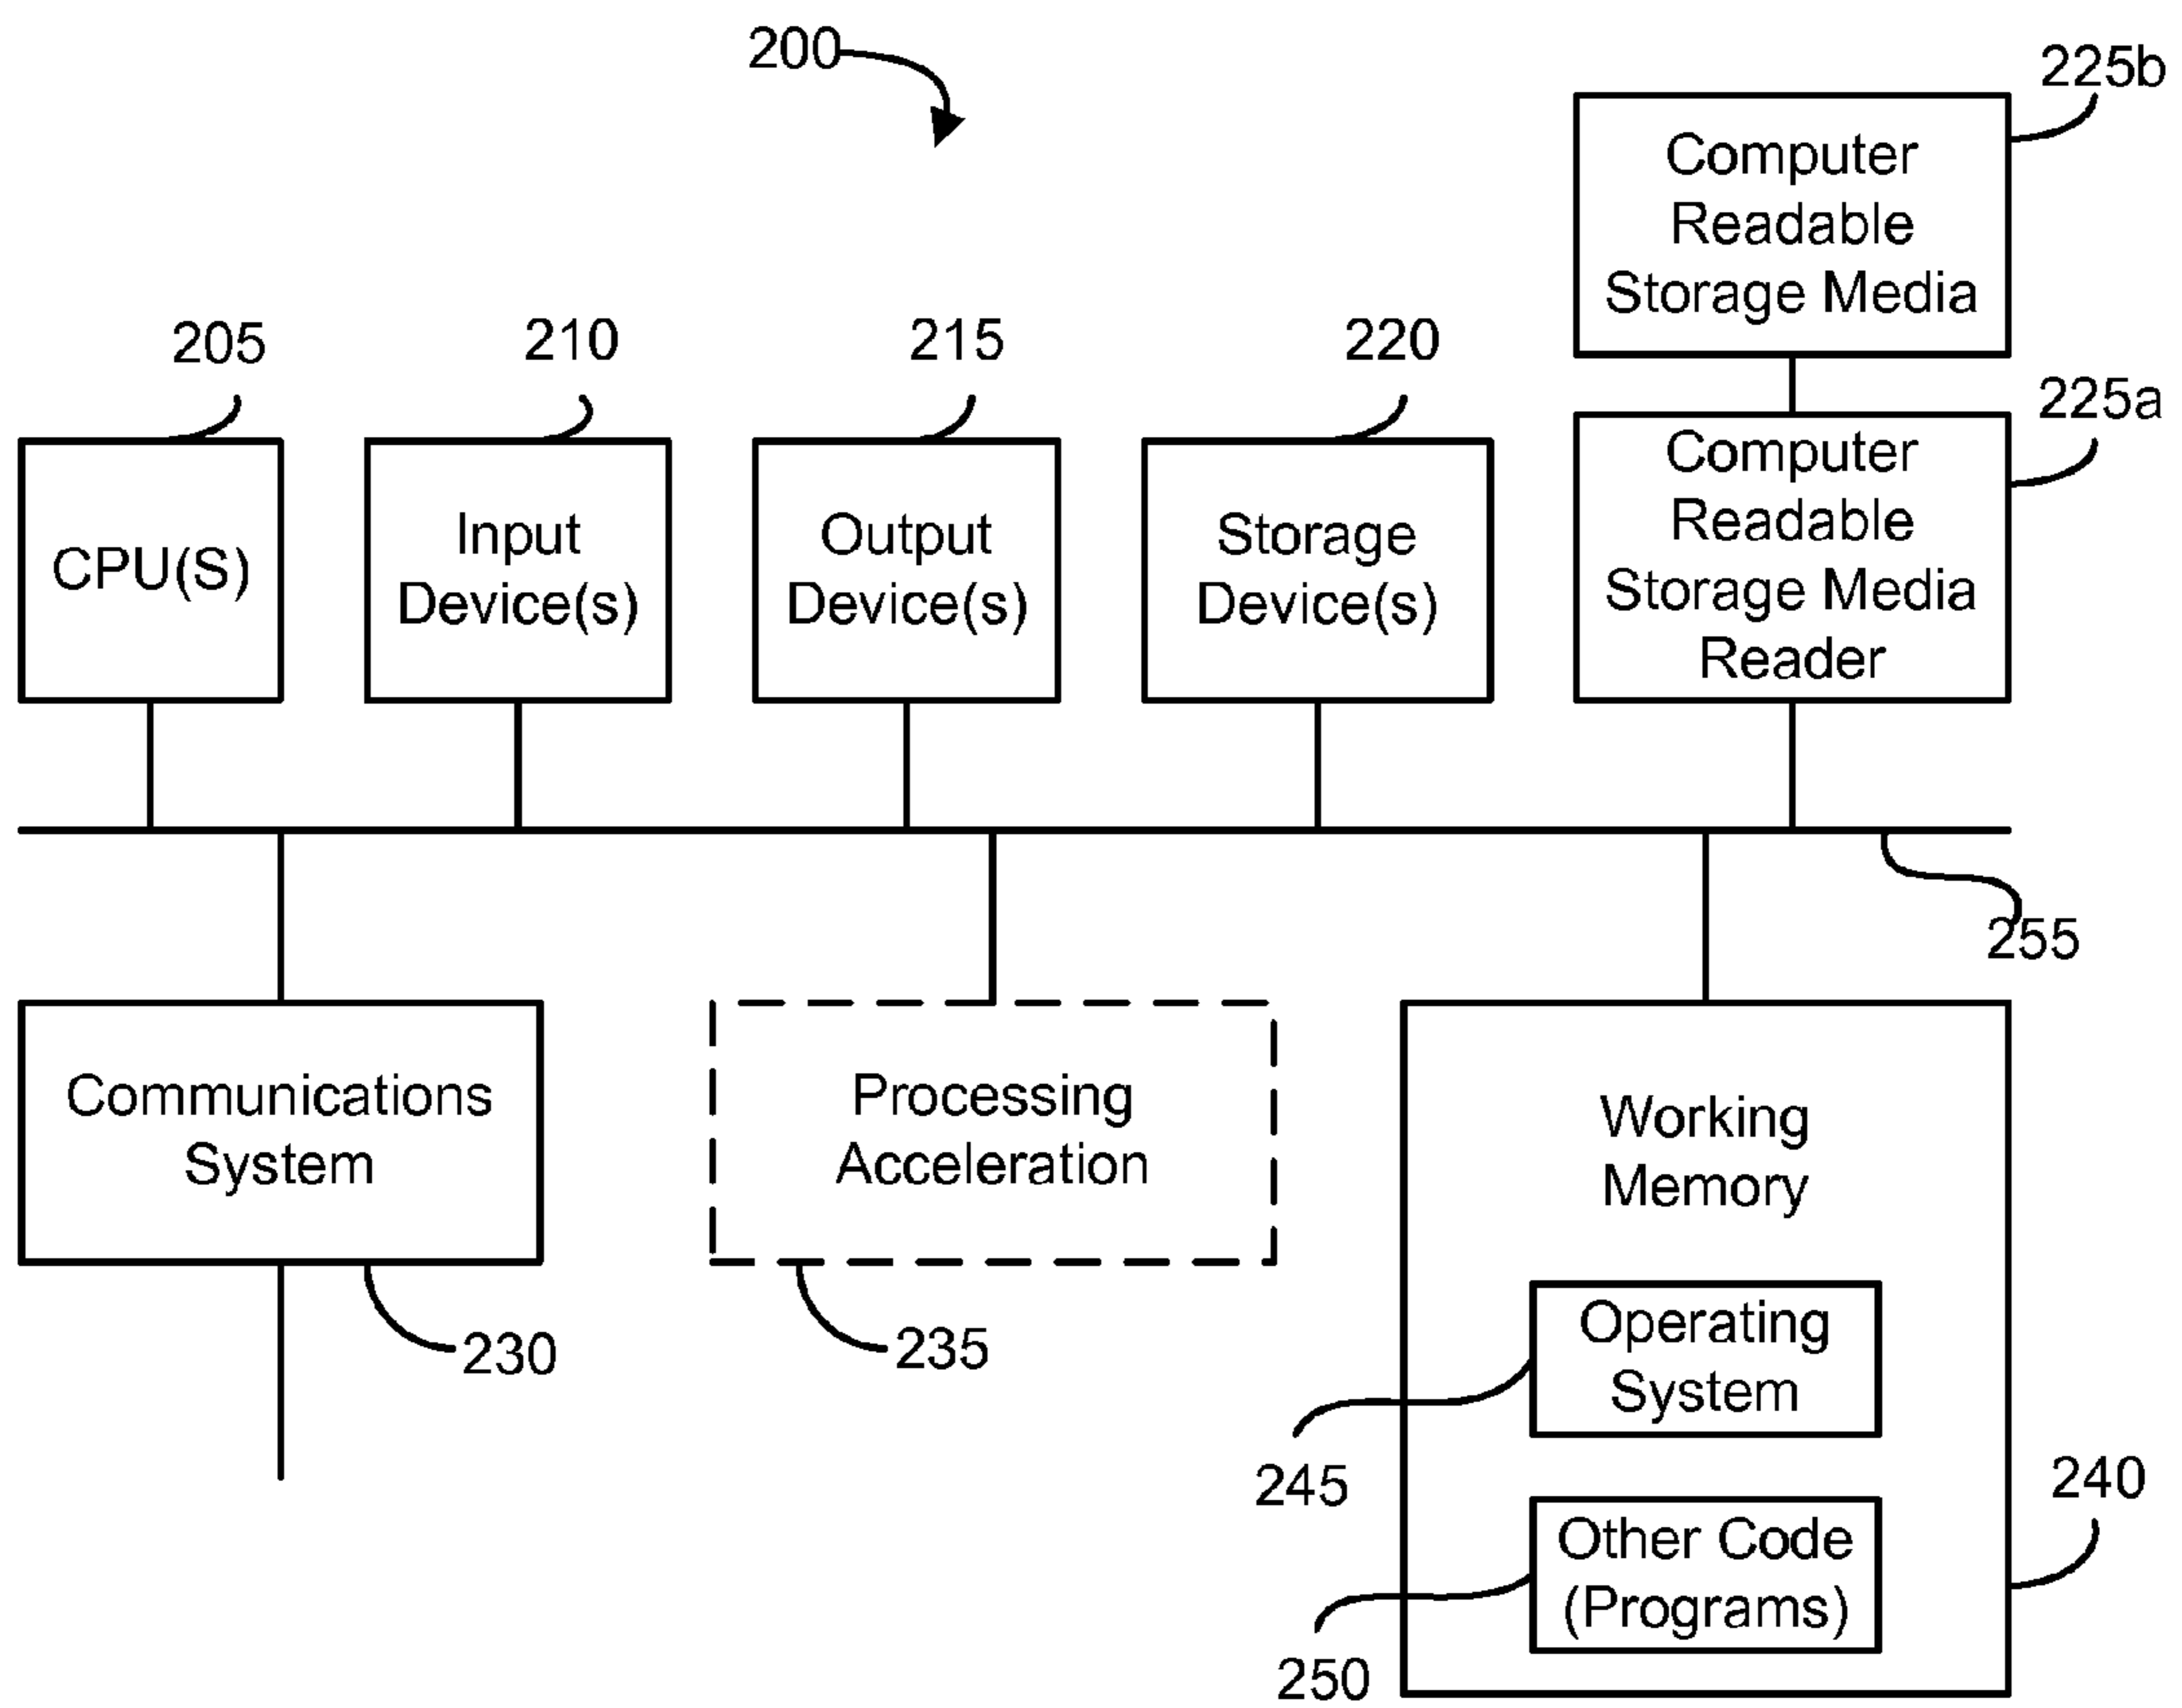 200
225b
Computer
Readable
Storage Media
205
210
215
220
225a
CPU(S)
Input
Device(s)
Output
Device(s)
Storage
Device(s)
Computer
Readable
Storage Media
Reader
255
Communications
System
230
Processing
Acceleration
235
Working
Memory
Operating
System
245
240
Other Code
(Programs)
250